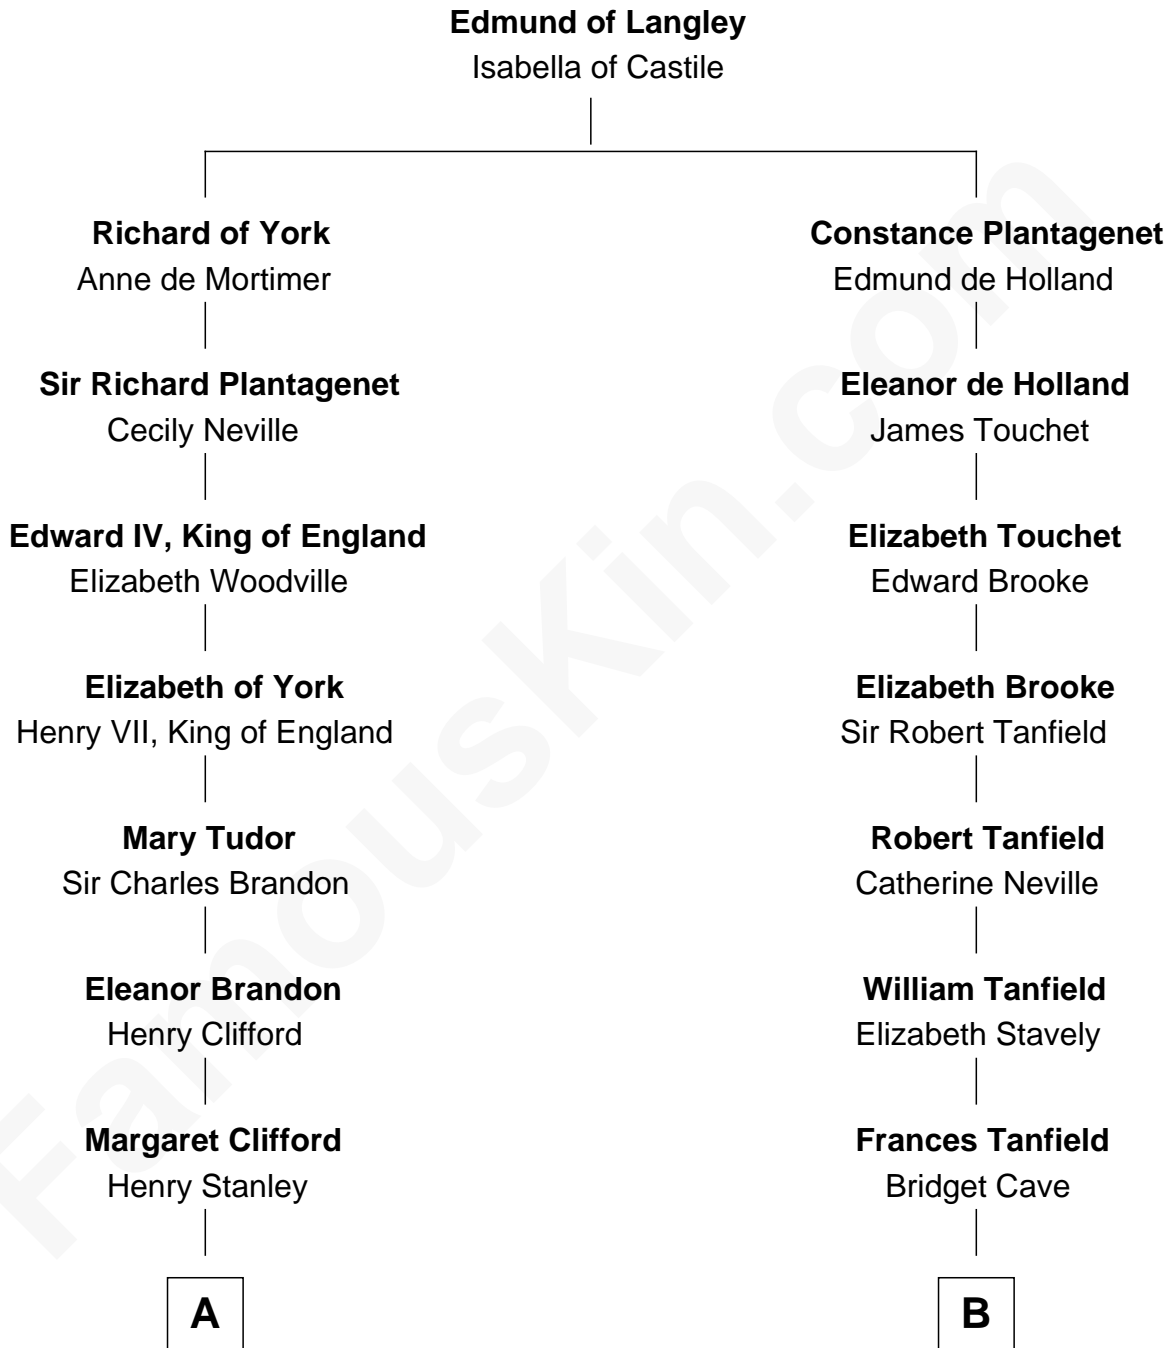 Edmund of Langley
Isabella of Castile
Richard of York
Anne de Mortimer
Sir Richard Plantagenet
Cecily Neville
Edward IV, King of England
Elizabeth Woodville
Elizabeth of York
Henry VII, King of England
Mary Tudor
Sir Charles Brandon
Eleanor Brandon
Henry Clifford
Margaret Clifford
Henry Stanley
A
Constance Plantagenet
Edmund de Holland
Eleanor de Holland
James Touchet
Elizabeth Touchet
Edward Brooke
Elizabeth Brooke
Sir Robert Tanfield
Robert Tanfield
Catherine Neville
William Tanfield
Elizabeth Stavely
Frances Tanfield
Bridget Cave
B
FamousKin.com